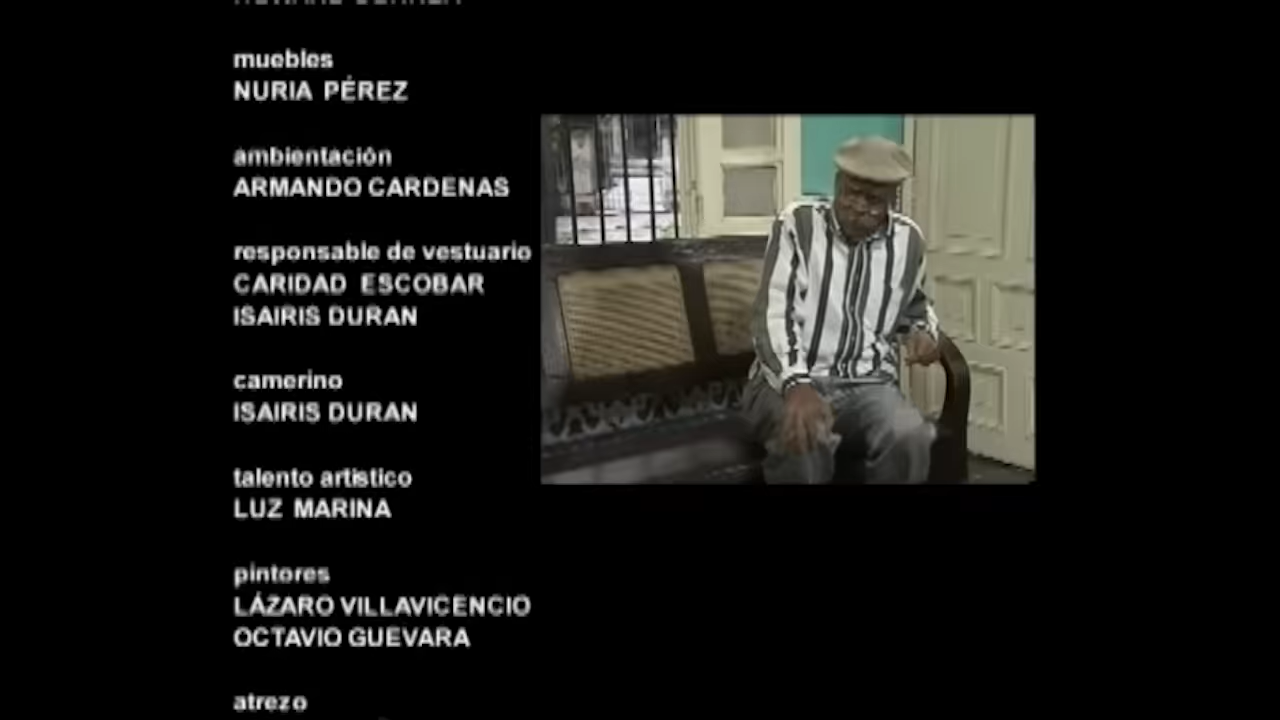 muebles
NURIA PÉREZ
ambientación
ARMANDO CARDENAS
responsable de vestuario
CARIDAD ESCOBAR
ISAIRIS DURAN
camerino
ISAIRIS DURAN
talento artistico
LUZ MARINA
pintores
LÁZARO VILLAVICENCIO
OCTAVIO GUEVARA
atrezo